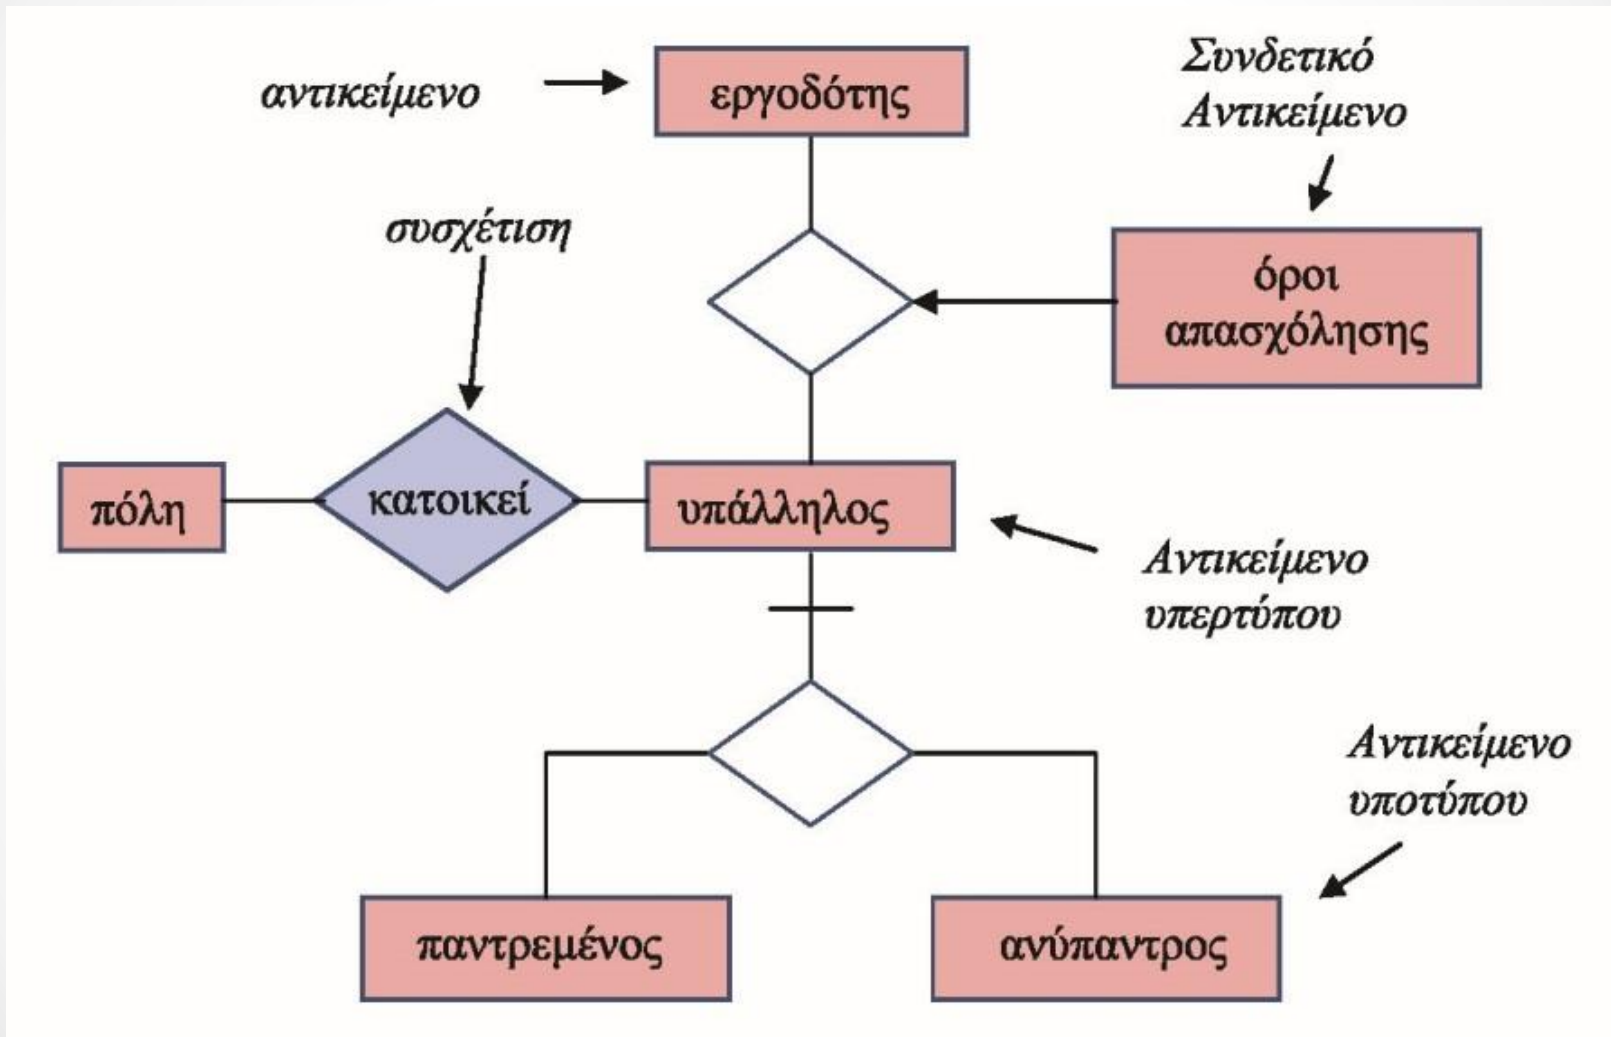 αντικείμενο
εργοδότης
Συνδετικό
Αντικείμενο
συσχέτιση
όροι
απασχόλησης
πόλη
κατοικεί
υπάλληλος
Αντικείμενο
υπερτύπου
Αντικείμενο
υποτύπου
παντρεμένος
ανύπαντρος